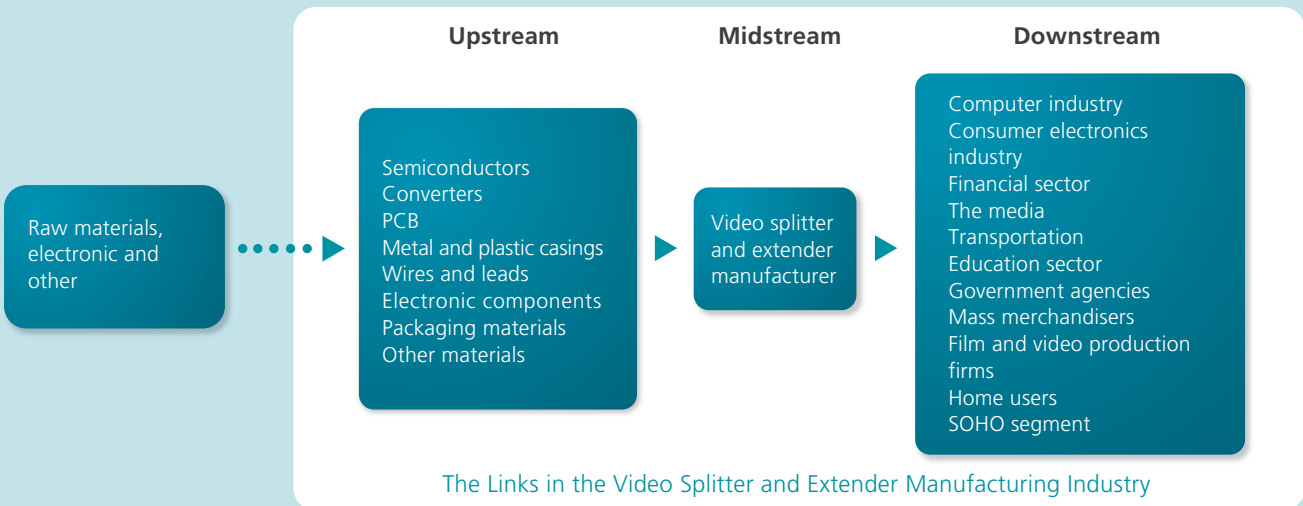 Upstream
Midstream
Downstream
Raw materials,
electronic and
other
Semiconductors
Converters
PCB
Metal and plastic casings
Wires and leads
Electronic components
Packaging materials
Other materials
Video splitter
and extender
manufacturer
Computer industry
Consumer electronics
industry
Financial sector
The media
Transportation
Education sector
Government agencies
Mass merchandisers
Film and video production
firms
Home users
SOHO segment
The Links in the Video Splitter and Extender Manufacturing Industry